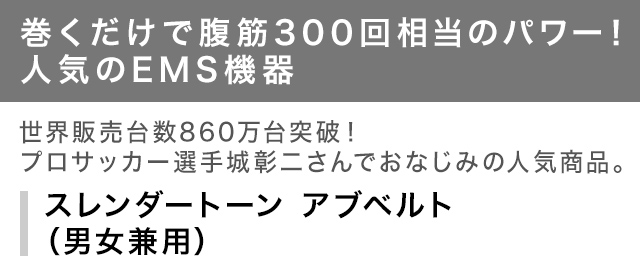 巻くだけで腹筋300回相当のパワー！
人気のEMS機器
世界販売台数860万台突破！
プロサッカー選手城彰二さんでおなじみの人気商品。
スレンダートーン アブベルト
（男女兼用）